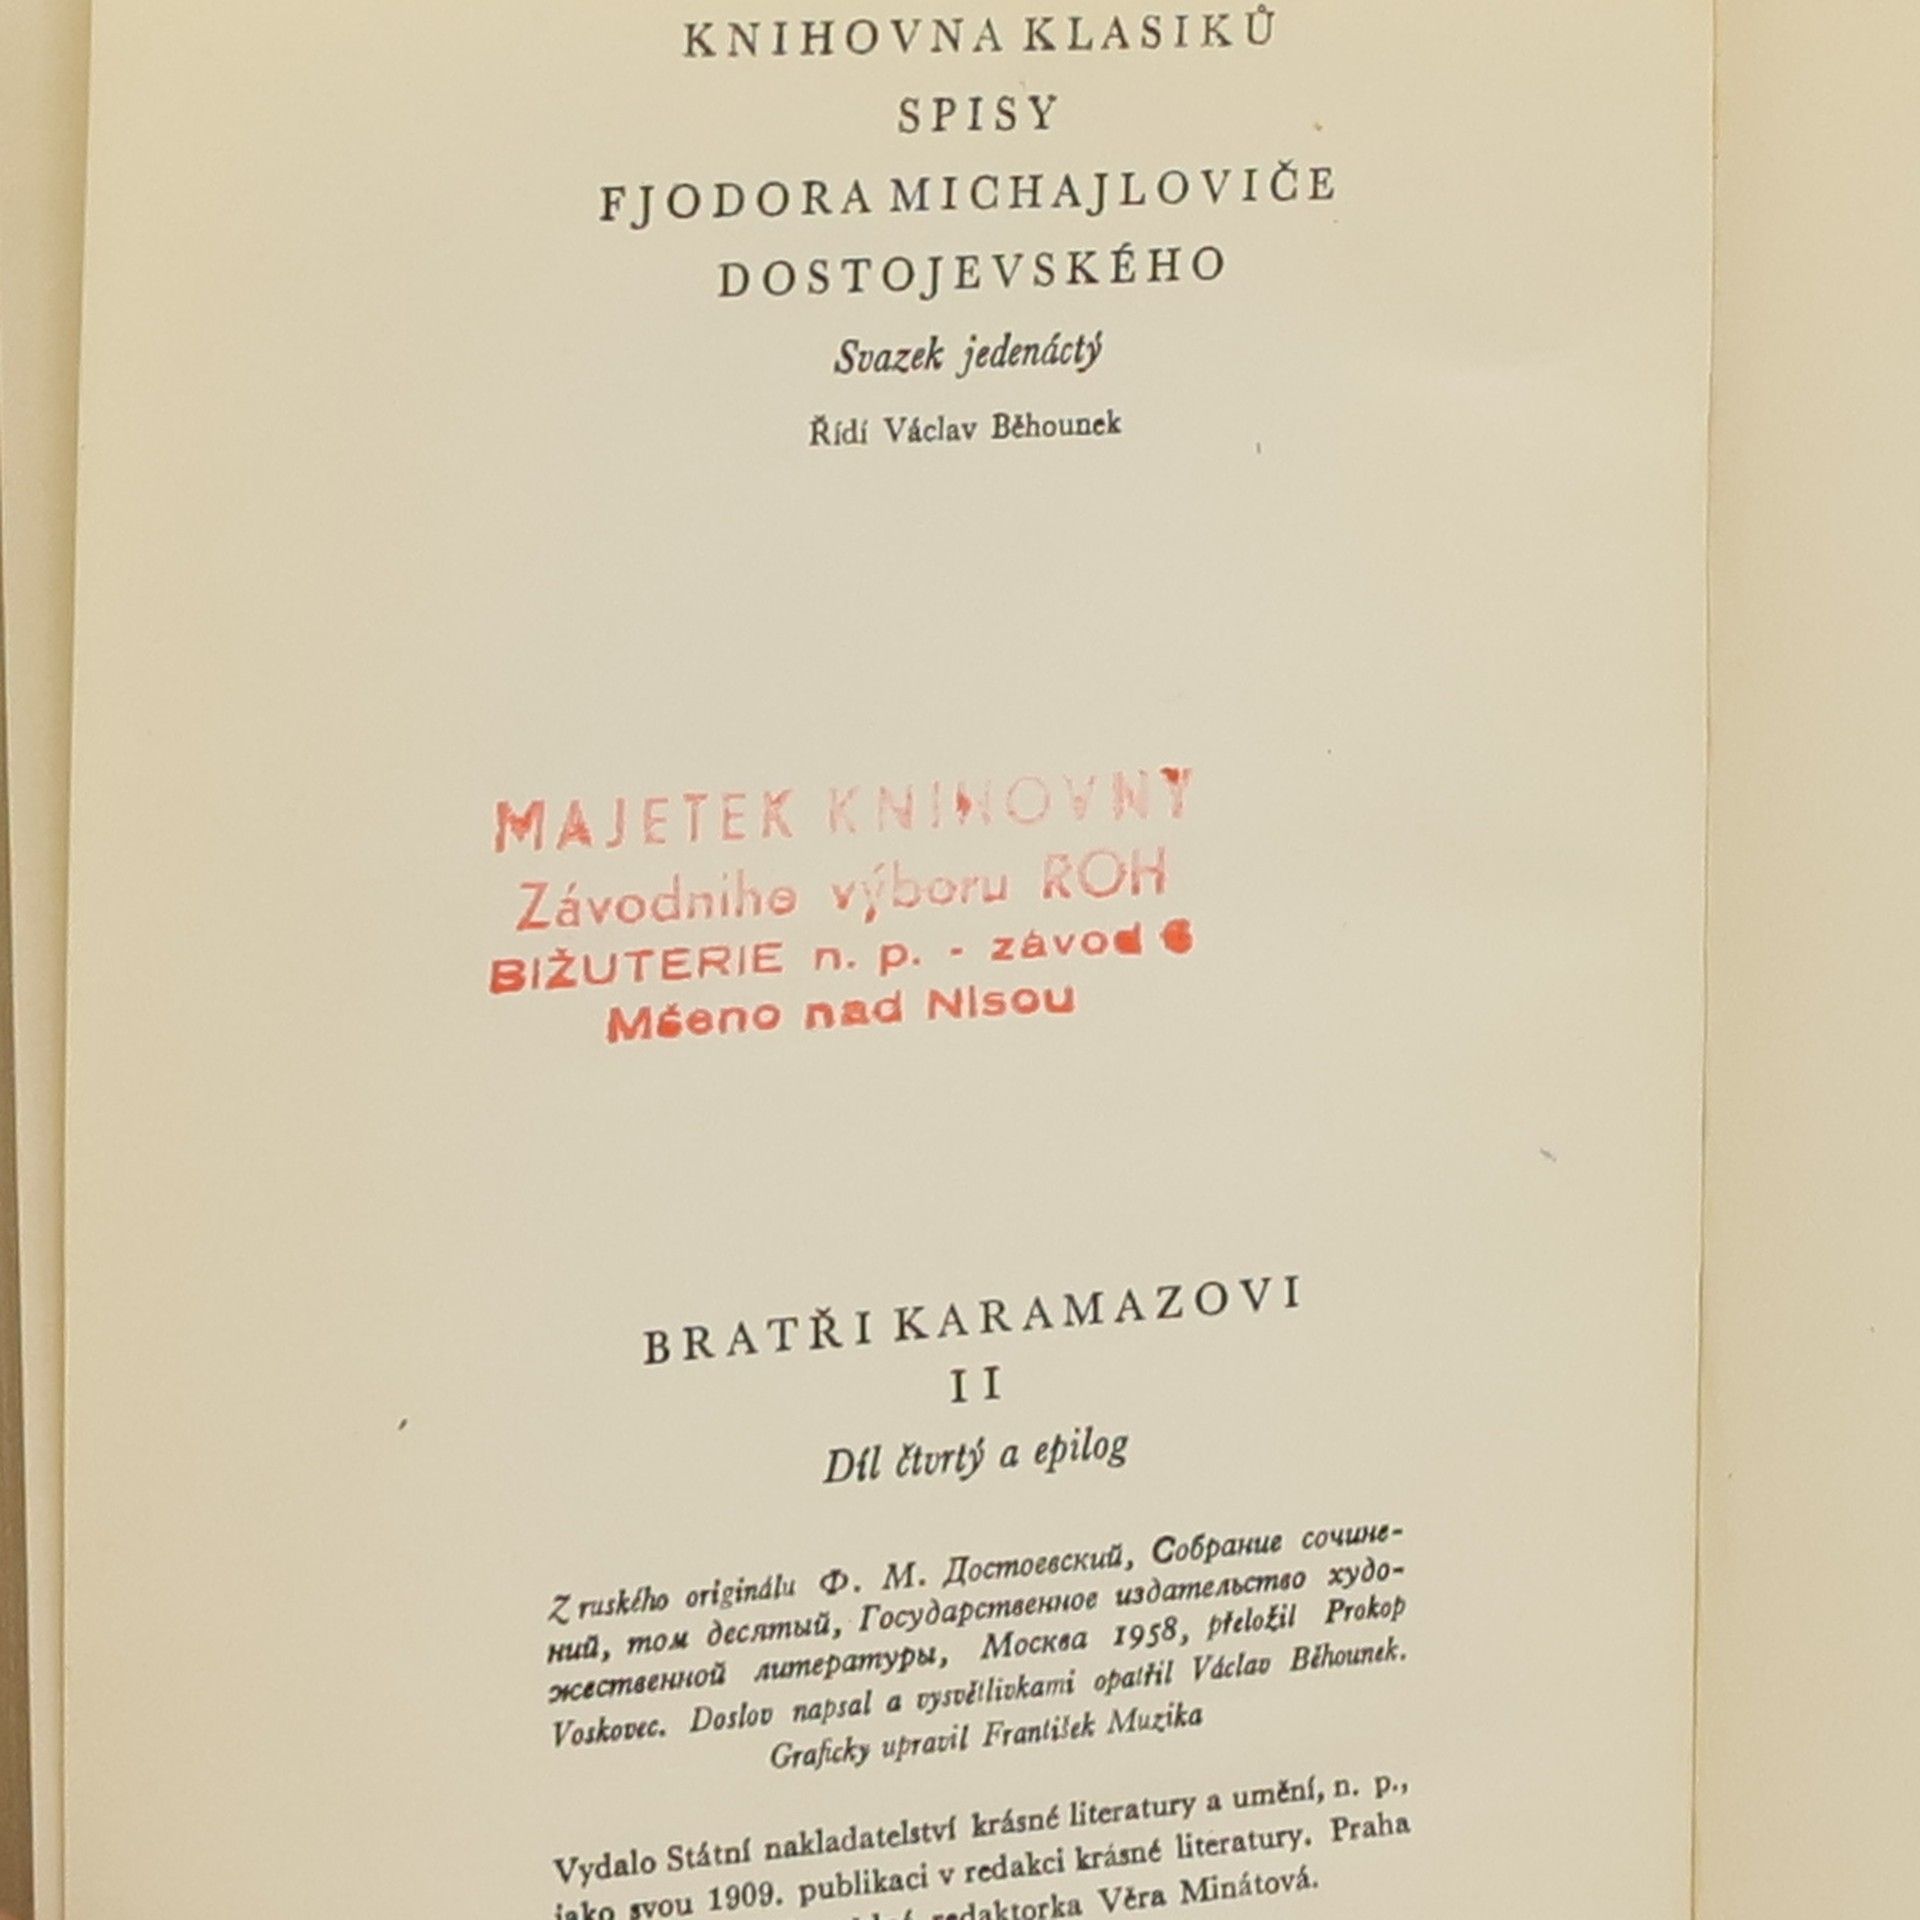 KNIHOVNA KLASIKŮ
SPISY
FJODORA MICHAJLOVIČE
DOSTOJEVSKÉHO
Svazek jedenáctý
Řídí Václav Běhounek
MAJETEK KNIHOVNY
Závodniho výboru ROH
BIŽUTERIE n. p. - závod 6
Mšeno nad Nisou
BRATŘI KARAMAZOVI
II
Díl čtvrtý a epilog
Z ruského originálu Ф. М. Достоевский, Собрание сочине-
ний, том десятый, Государственное издательство худо-
жественной литературы, Москва 1958, přeložil Prokop
Voskovec. Doslov napsal a vysvětlivkami opatřil Václav Běhounek.
Graficky upravil František Muzika
Vydalo Státní nakladatelství krásné literatury a umění, n. p.,
jako svou 1909. publikaci v redakci krásné literatury. Praha
redaktorka Věra Minátová.